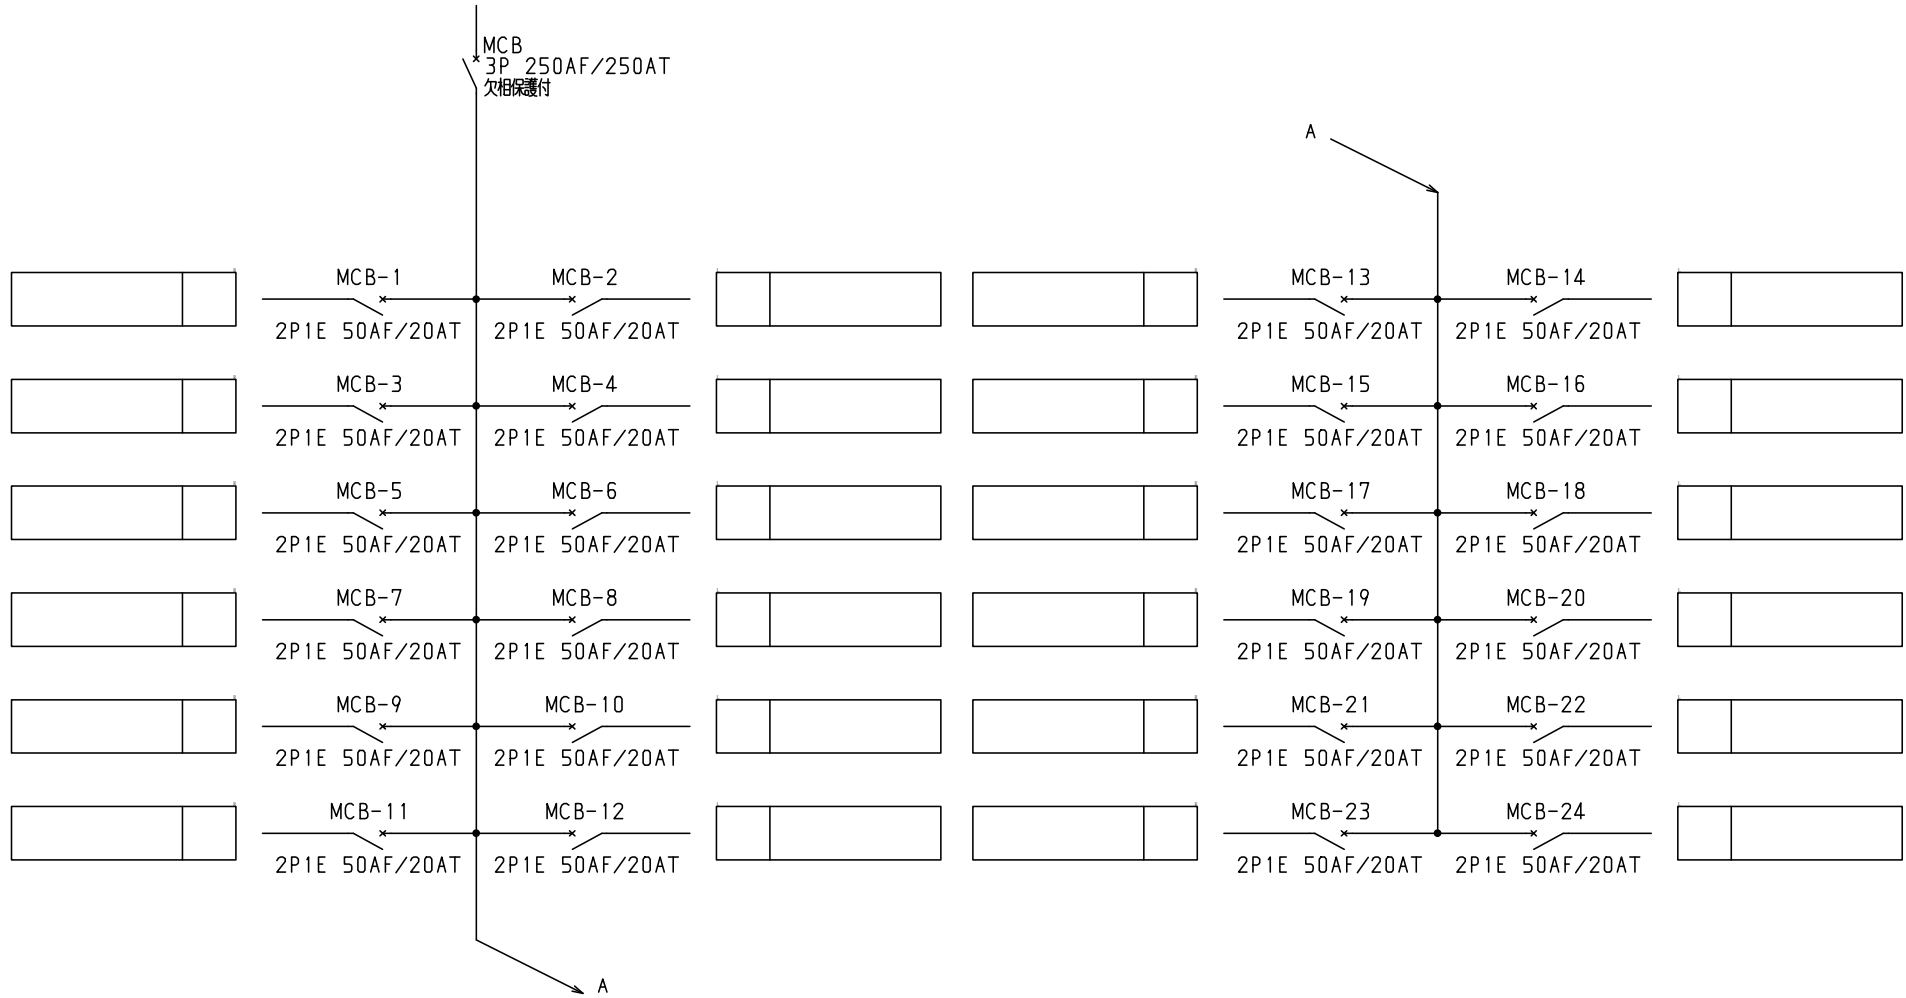 MCB
3P 250AF/250AT
欠相保護付
A
MCB-1
MCB-2
MCB-13
MCB-14
2P1E 50AF/20AT
2P1E 50AF/20AT
2P1E 50AF/20AT
2P1E 50AF/20AT
MCB-3
MCB-4
MCB-15
MCB-16
2P1E 50AF/20AT
2P1E 50AF/20AT
2P1E 50AF/20AT
2P1E 50AF/20AT
MCB-5
MCB-6
MCB-17
MCB-18
2P1E 50AF/20AT
2P1E 50AF/20AT
2P1E 50AF/20AT
2P1E 50AF/20AT
MCB-7
MCB-8
MCB-19
MCB-20
2P1E 50AF/20AT
2P1E 50AF/20AT
2P1E 50AF/20AT
2P1E 50AF/20AT
MCB-9
MCB-10
MCB-21
MCB-22
2P1E 50AF/20AT
2P1E 50AF/20AT
2P1E 50AF/20AT
2P1E 50AF/20AT
MCB-11
MCB-12
MCB-23
MCB-24
2P1E 50AF/20AT
2P1E 50AF/20AT
2P1E 50AF/20AT
2P1E 50AF/20AT
A